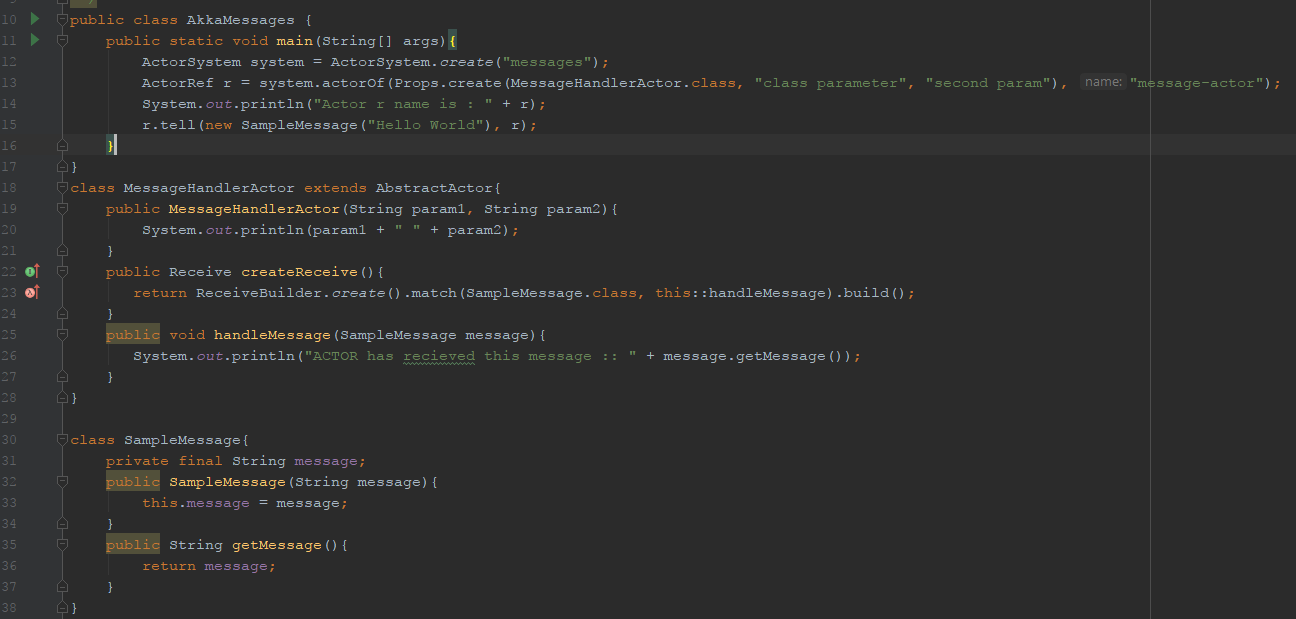 10 public class AkkaMessages {
11     public static void main(String[] args){
12         ActorSystem system = ActorSystem.create("messages");
13         ActorRef r = system.actorOf(Props.create(MessageHandlerActor.class, "class parameter", "second param"), name: "message-actor");
14         System.out.println("Actor r name is : " + r);
15         r.tell(new SampleMessage("Hello World"), r);
16     }
17 }
18 class MessageHandlerActor extends AbstractActor{
19     public MessageHandlerActor(String param1, String param2){
20         System.out.println(param1 + " " + param2);
21     }
22     public Receive createReceive(){
23        return ReceiveBuilder.create().match(SampleMessage.class, this::handleMessage).build();
24     }
25     public void handleMessage(SampleMessage message){
26        System.out.println("ACTOR has recieved this message :: " + message.getMessage());
27     }
28 }
29
30 class SampleMessage{
31     private final String message;
32     public SampleMessage(String message){
33         this.message = message;
34     }
35     public String getMessage(){
36         return message;
37     }
38 }